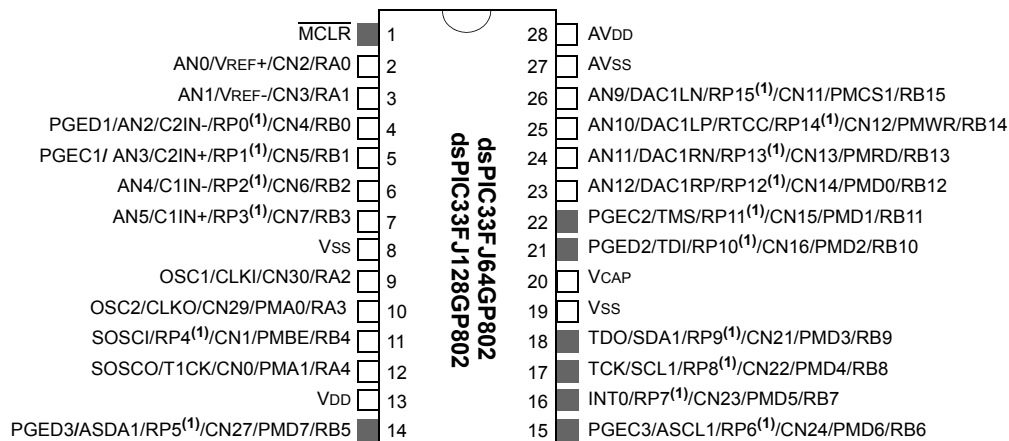 MCLR 1
AN0/VREF+/CN2/RA0 2
AN1/VREF-/CN3/RA1 3
PGED1/AN2/C2IN-/RP0(1)/CN4/RB0 4
PGEC1/ AN3/C2IN+/RP1(1)/CN5/RB1 5
AN4/C1IN-/RP2(1)/CN6/RB2 6
AN5/C1IN+/RP3(1)/CN7/RB3 7
VSS 8
OSC1/CLKI/CN30/RA2 9
OSC2/CLKO/CN29/PMA0/RA3 10
SOSCI/RP4(1)/CN1/PMBE/RB4 11
SOSCO/T1CK/CN0/PMA1/RA4 12
VDD 13
PGED3/ASDA1/RP5(1)/CN27/PMD7/RB5 14
dsPIC33FJ64GP802
dsPIC33FJ128GP802
28 AVDD
27 AVSS
26 AN9/DAC1LN/RP15(1)/CN11/PMCS1/RB15
25 AN10/DAC1LP/RTCC/RP14(1)/CN12/PMWR/RB14
24 AN11/DAC1RN/RP13(1)/CN13/PMRD/RB13
23 AN12/DAC1RP/RP12(1)/CN14/PMD0/RB12
22 PGEC2/TMS/RP11(1)/CN15/PMD1/RB11
21 PGED2/TDI/RP10(1)/CN16/PMD2/RB10
20 VCAP
19 VSS
18 TDO/SDA1/RP9(1)/CN21/PMD3/RB9
17 TCK/SCL1/RP8(1)/CN22/PMD4/RB8
16 INT0/RP7(1)/CN23/PMD5/RB7
15 PGEC3/ASCL1/RP6(1)/CN24/PMD6/RB6